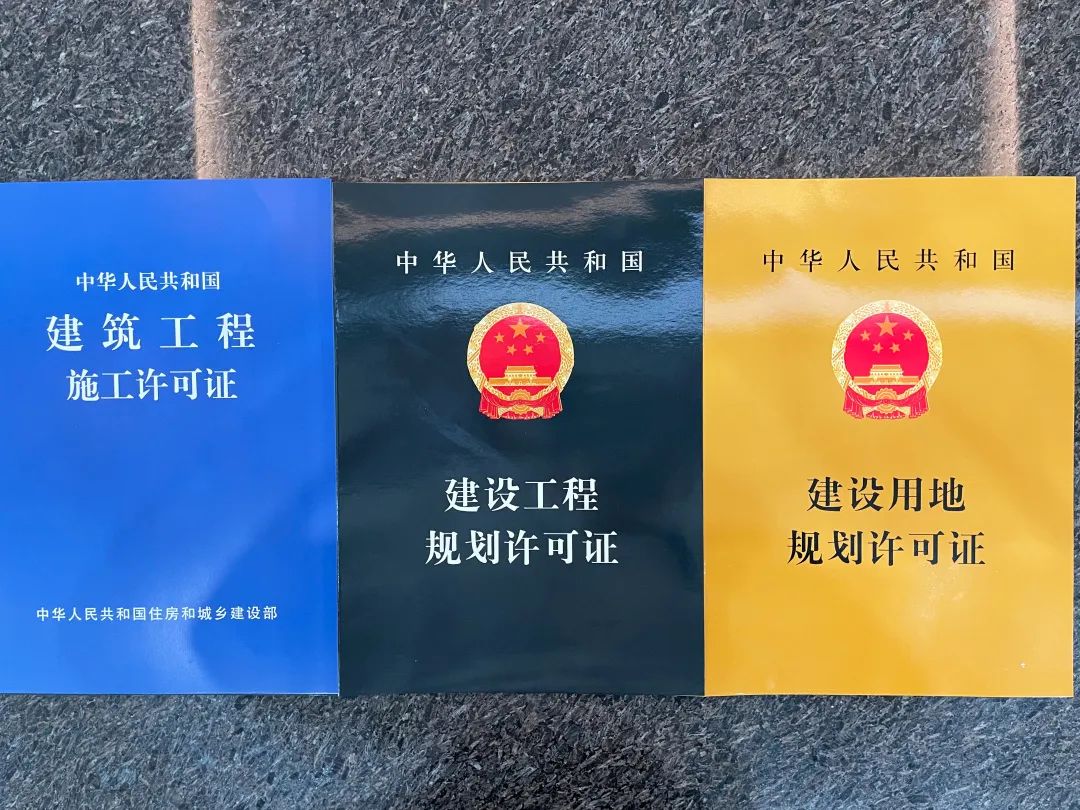 中华人民共和国
建筑工程
施工许可证
中华人民共和国住房和城乡建设部
中华人民共和国
建设工程
规划许可证
中华人民共和国
建设用地
规划许可证